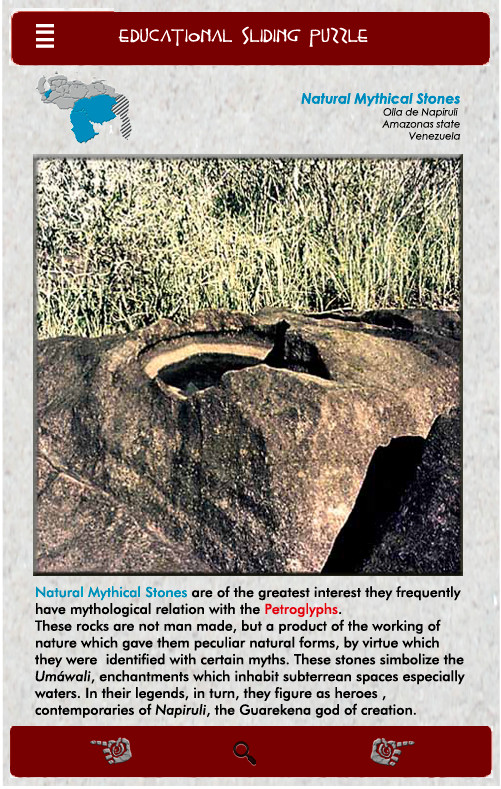 EDUCATIONAL SLIDING PUZZLE
Natural Mythical Stones
Olla de Napiruli
Amazonas state
Venezuela
Natural Mythical Stones are of the greatest interest they frequently
have mythological relation with the Petroglyphs.
These rocks are not man made, but a product of the working of
nature which gave them peculiar natural forms, by virtue which
they were identified with certain myths. These stones simbolize the
Umáwali, enchantments which inhabit subterrean spaces especially
waters. In their legends, in turn, they figure as heroes ,
contemporaries of Napiruli, the Guarekena god of creation.